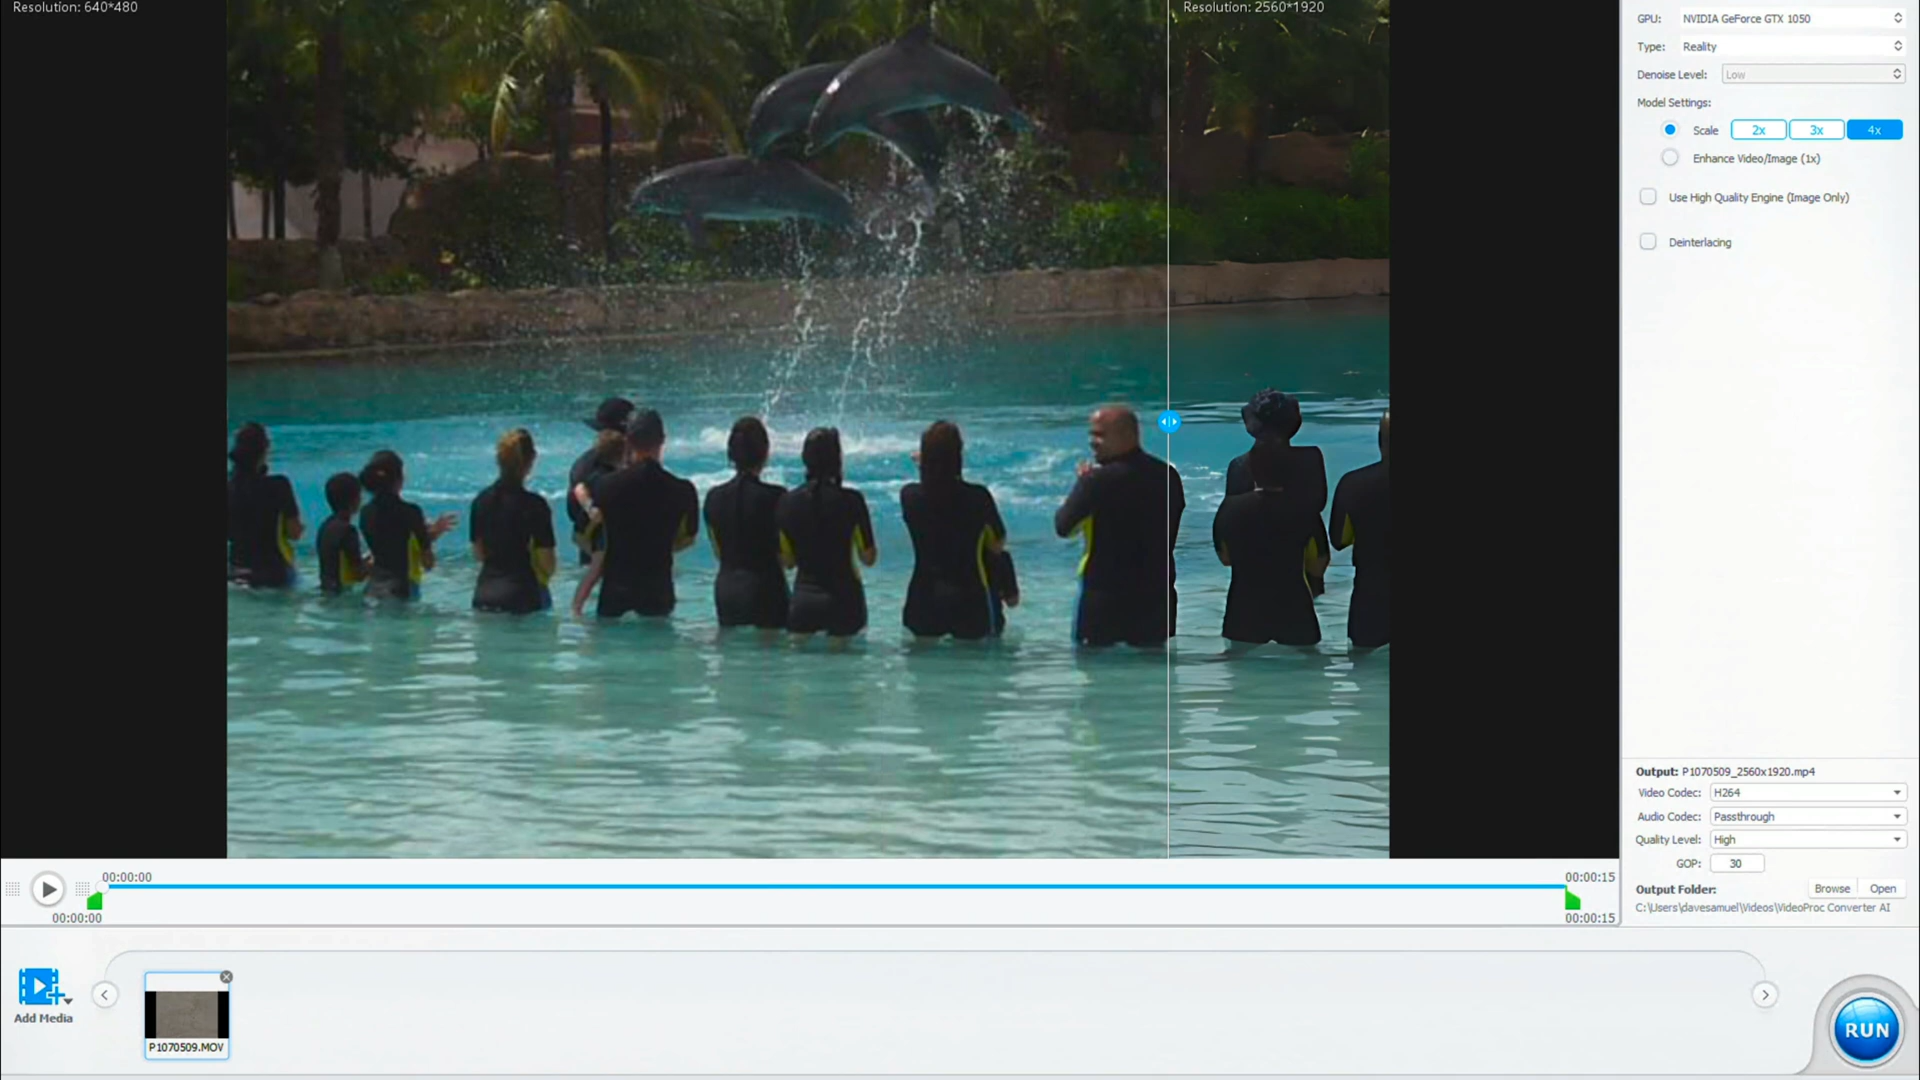 Resolution: 640*480
Resolution: 2560*1920
GPU: NVIDIA GeForce GTX 1050
Type: Reality
Denoise Level: Low
Model Settings:
Scale 2x 3x 4x
Enhance Video/Image (1x)
Use High Quality Engine (Image Only)
Deinterlacing
Output: P1070509_2560x1920.mp4
Video Codec: H264
Audio Codec: Passthrough
Quality Level: High
GOP: 30
Output Folder: Browse Open
C:\Users\davesamuel\Videos\VideoProc Converter AI
00:00:00
00:00:15
00:00:00
00:00:15
Add Media
P1070509.MOV
RUN